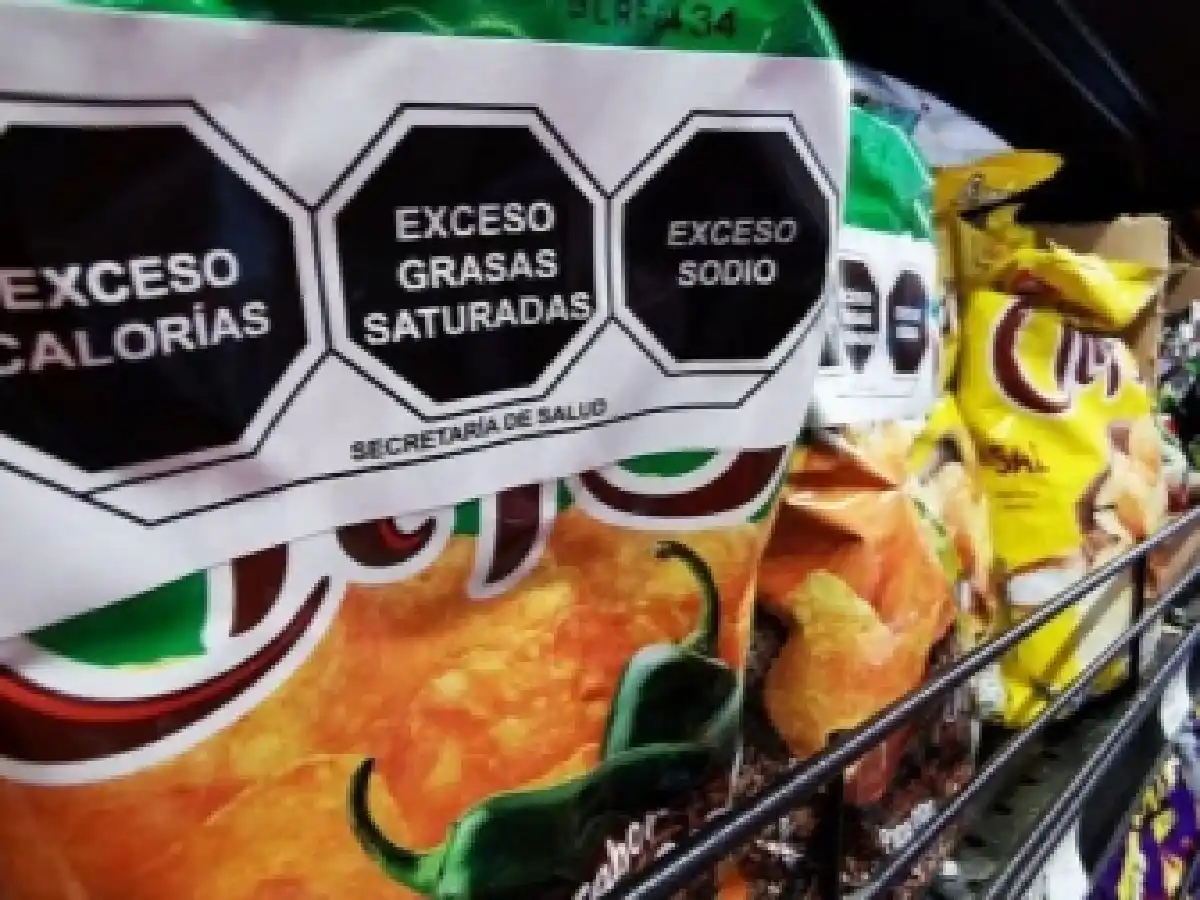 EXCESO
CALORÍAS
EXCESO
GRASAS
SATURADAS
EXCESO
SODIO
SECRETARÍA DE SALUD